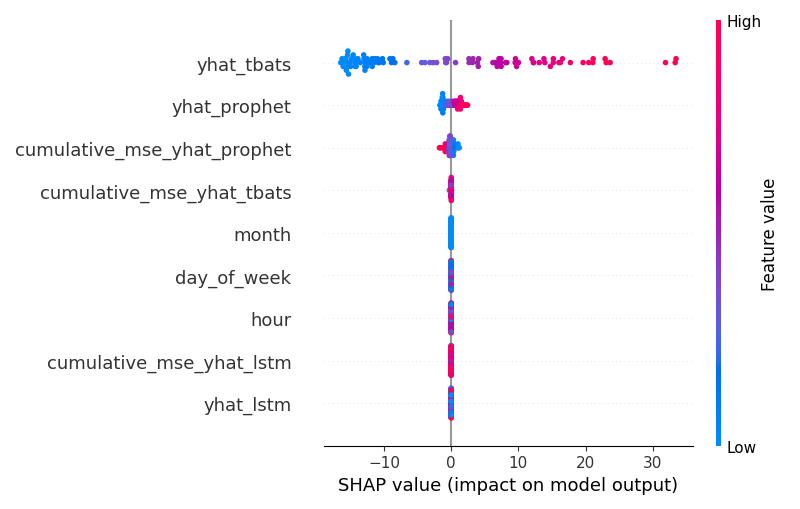 High
yhat_tbats
yhat_prophet
cumulative_mse_yhat_prophet
cumulative_mse_yhat_tbats
month
day_of_week
hour
cumulative_mse_yhat_lstm
yhat_lstm
Feature value
Low
−10 0 10 20 30
SHAP value (impact on model output)